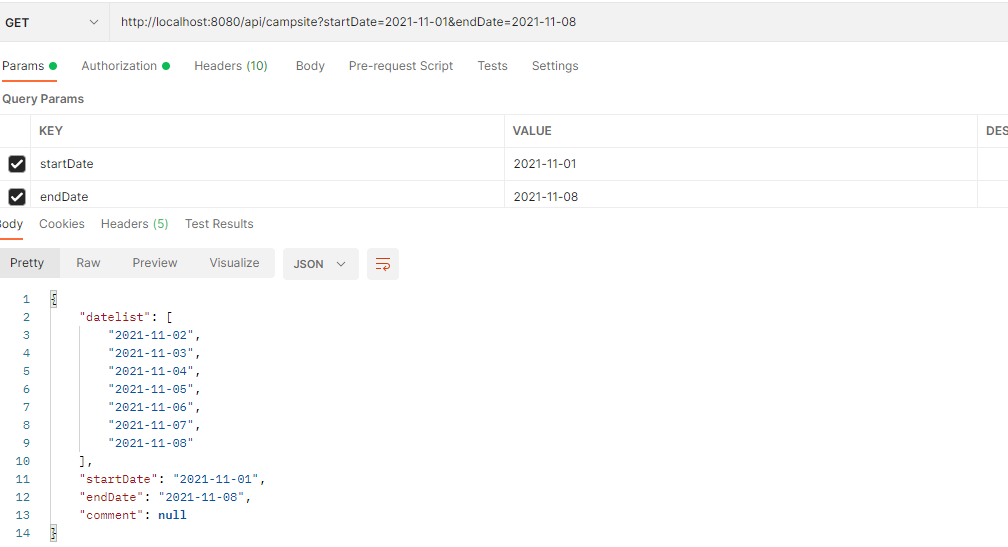 GET http://localhost:8080/api/campsite?startDate=2021-11-01&endDate=2021-11-08
Params Authorization Headers (10) Body Pre-request Script Tests Settings
Query Params
KEY VALUE DES
startDate 2021-11-01
endDate 2021-11-08
Body Cookies Headers (5) Test Results
Pretty Raw Preview Visualize JSON
1 {
2 "datelist": [
3 "2021-11-02",
4 "2021-11-03",
5 "2021-11-04",
6 "2021-11-05",
7 "2021-11-06",
8 "2021-11-07",
9 "2021-11-08"
10 ],
11 "startDate": "2021-11-01",
12 "endDate": "2021-11-08",
13 "comment": null
14 }